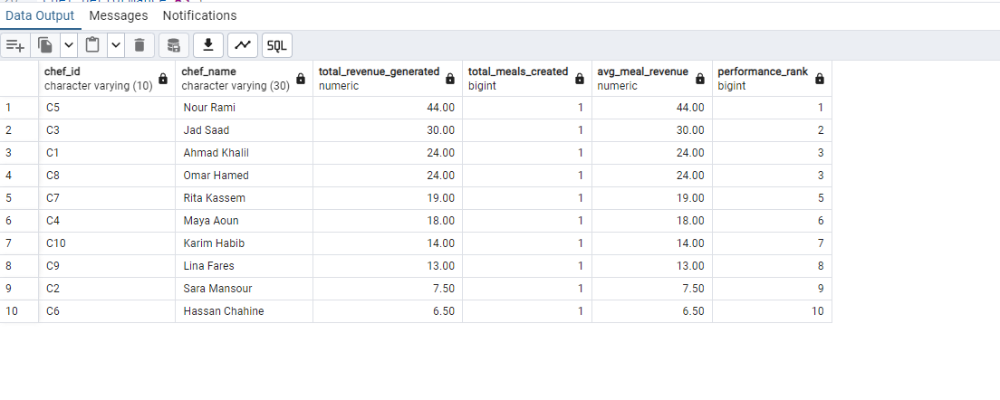 Data Output Messages Notifications
SQL
chef_id chef_name total_revenue_generated total_meals_created avg_meal_revenue performance_rank
character varying (10) character varying (30) numeric bigint numeric bigint
1 C5 Nour Rami 44.00 1 44.00 1
2 C3 Jad Saad 30.00 1 30.00 2
3 C1 Ahmad Khalil 24.00 1 24.00 3
4 C8 Omar Hamed 24.00 1 24.00 3
5 C7 Rita Kassem 19.00 1 19.00 5
6 C4 Maya Aoun 18.00 1 18.00 6
7 C10 Karim Habib 14.00 1 14.00 7
8 C9 Lina Fares 13.00 1 13.00 8
9 C2 Sara Mansour 7.50 1 7.50 9
10 C6 Hassan Chahine 6.50 1 6.50 10